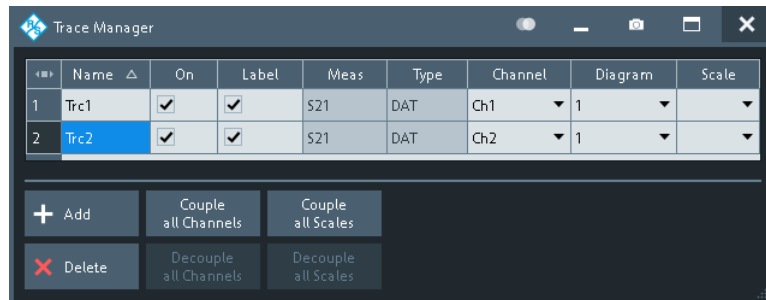 Trace Manager
Name On Label Meas Type Channel Diagram Scale
1 Trc1 S21 DAT Ch1 1
2 Trc2 S21 DAT Ch2 1
Add
Couple
all Channels
Couple
all Scales
Delete
Decouple
all Channels
Decouple
all Scales